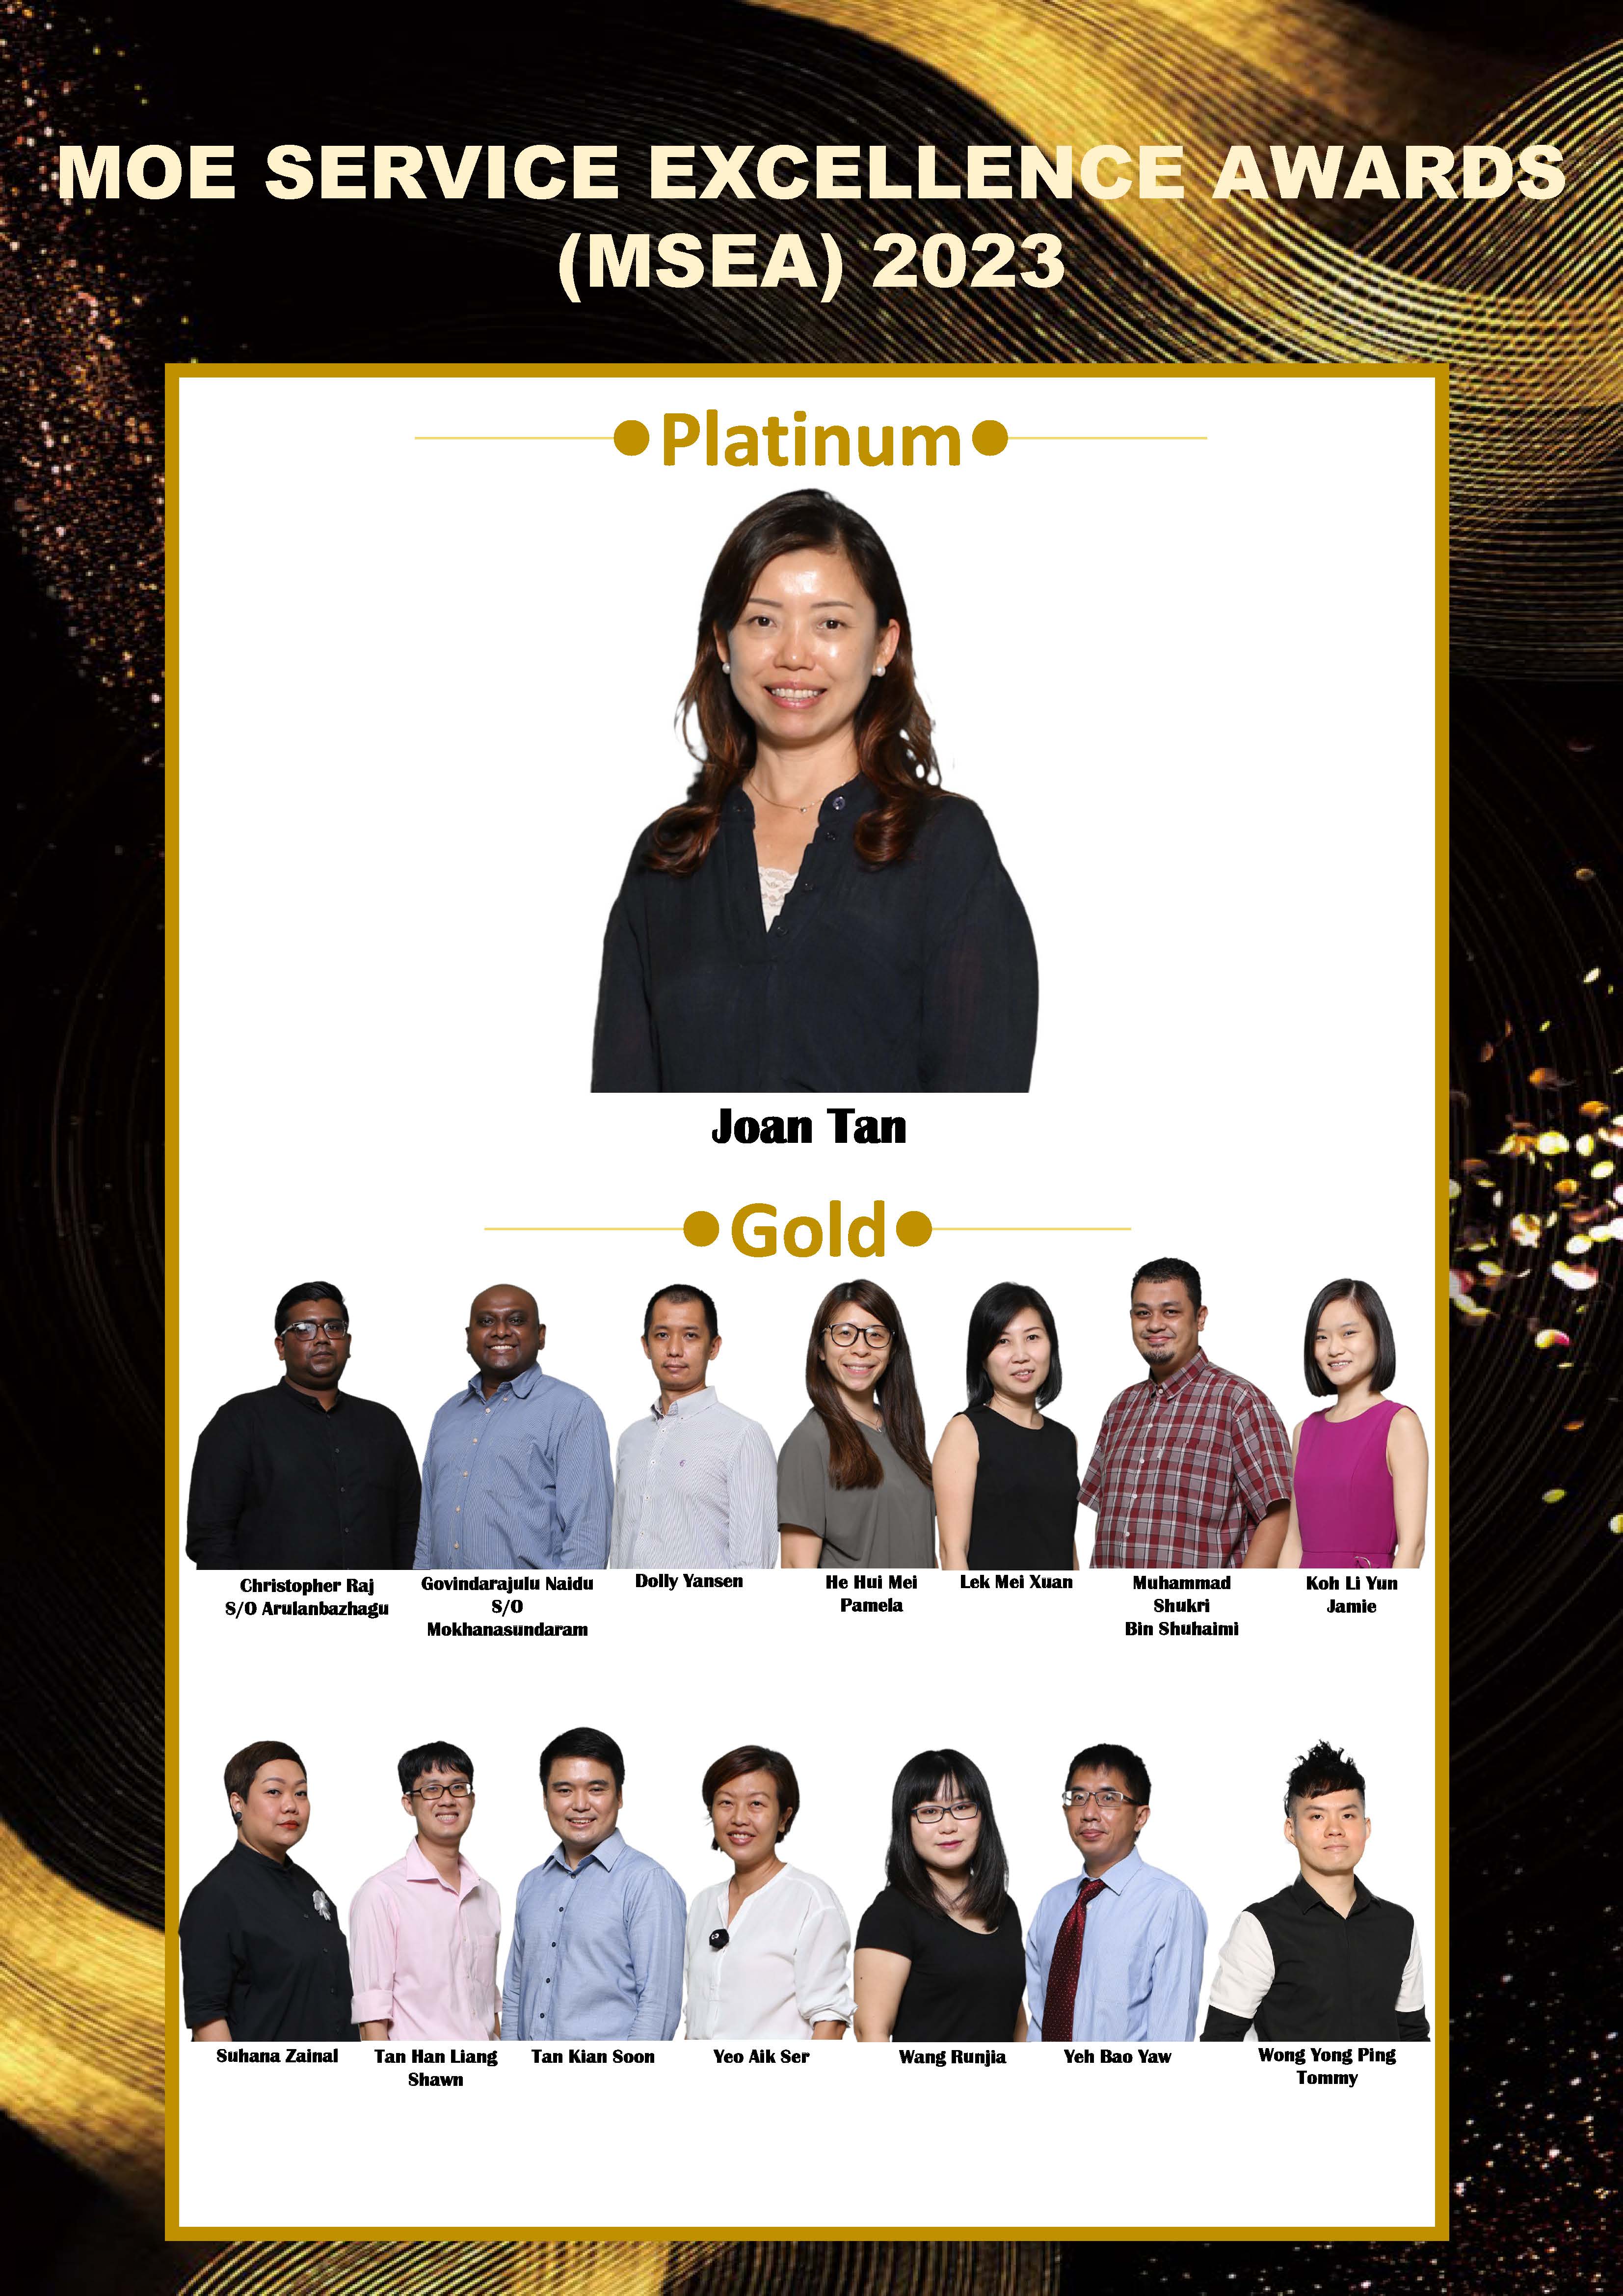 MOE SERVICE EXCELLENCE AWARDS
(MSEA) 2023
Platinum
Joan Tan
Gold
Christopher Raj
S/O Arulanbazhagu
Govindarajulu Naidu
S/O
Mokhanasundaram
Dolly Yansen
He Hui Mei
Pamela
Lek Mei Xuan
Muhammad
Shukri
Bin Shuhaimi
Koh Li Yun
Jamie
Suhana Zainal
Tan Han Liang
Shawn
Tan Kian Soon
Yeo Aik Ser
Wang Runjia
Yeh Bao Yaw
Wong Yong Ping
Tommy